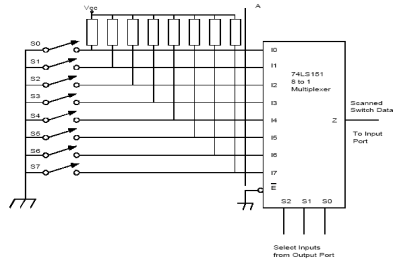 A
Vcc
S0
S1
S2
S3
S4
S5
S6
S7
I0
I1
I2
I3
I4
I5
I6
I7
E
74LS151
8 to 1
Multiplexer
Z
Scanned
Switch Data
To Input
Port
S2 S1 S0
Select Inputs
from Output Port